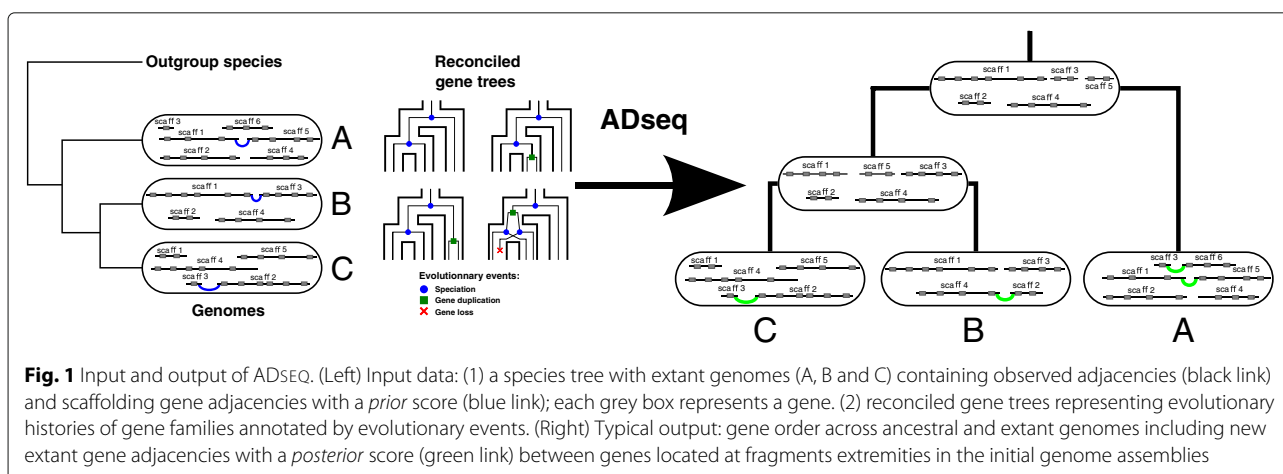 Outgroup species
scaff 3
scaff 6
scaff 1
scaff 5
scaff 2
scaff 4
A
scaff 1
scaff 3
scaff 2
scaff 4
B
scaff 1
scaff 5
scaff 4
scaff 3
scaff 2
C
Genomes
Reconciled
gene trees
Evolutionnary events:
Speciation
Gene duplication
Gene loss
ADseq
scaff 1
scaff 3
scaff 5
scaff 2
scaff 4
scaff 1
scaff 5
scaff 3
scaff 2
scaff 4
scaff 1
scaff 5
scaff 4
scaff 3
scaff 2
C
scaff 1
scaff 3
scaff 4
scaff 2
B
scaff 3
scaff 6
scaff 1
scaff 5
scaff 2
scaff 4
A
Fig. 1 Input and output of ADSEQ. (Left) Input data: (1) a species tree with extant genomes (A, B and C) containing observed adjacencies (black link)
and scaffolding gene adjacencies with a prior score (blue link); each grey box represents a gene. (2) reconciled gene trees representing evolutionary
histories of gene families annotated by evolutionary events. (Right) Typical output: gene order across ancestral and extant genomes including new
extant gene adjacencies with a posterior score (green link) between genes located at fragments extremities in the initial genome assemblies